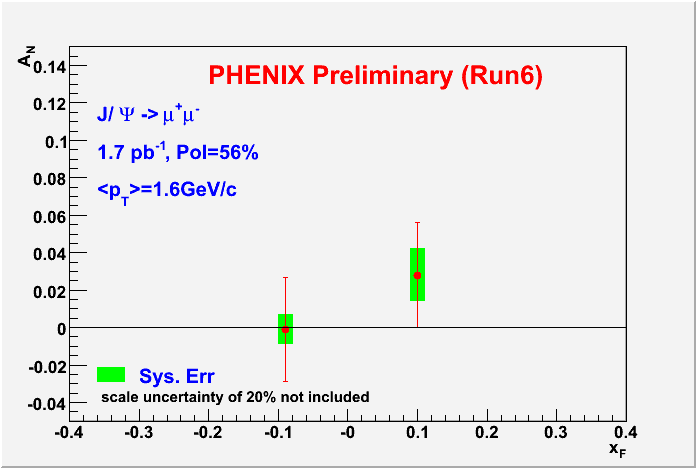 A_N
PHENIX Preliminary (Run6)
J/ Ψ -> μ⁺μ⁻
1.7 pb⁻¹, Pol=56%
<p_T>=1.6GeV/c
0.14
0.12
0.1
0.08
0.06
0.04
0.02
0
-0.02
-0.04
Sys. Err
scale uncertainty of 20% not included
-0.4 -0.3 -0.2 -0.1 -0 0.1 0.2 0.3 0.4
x_F